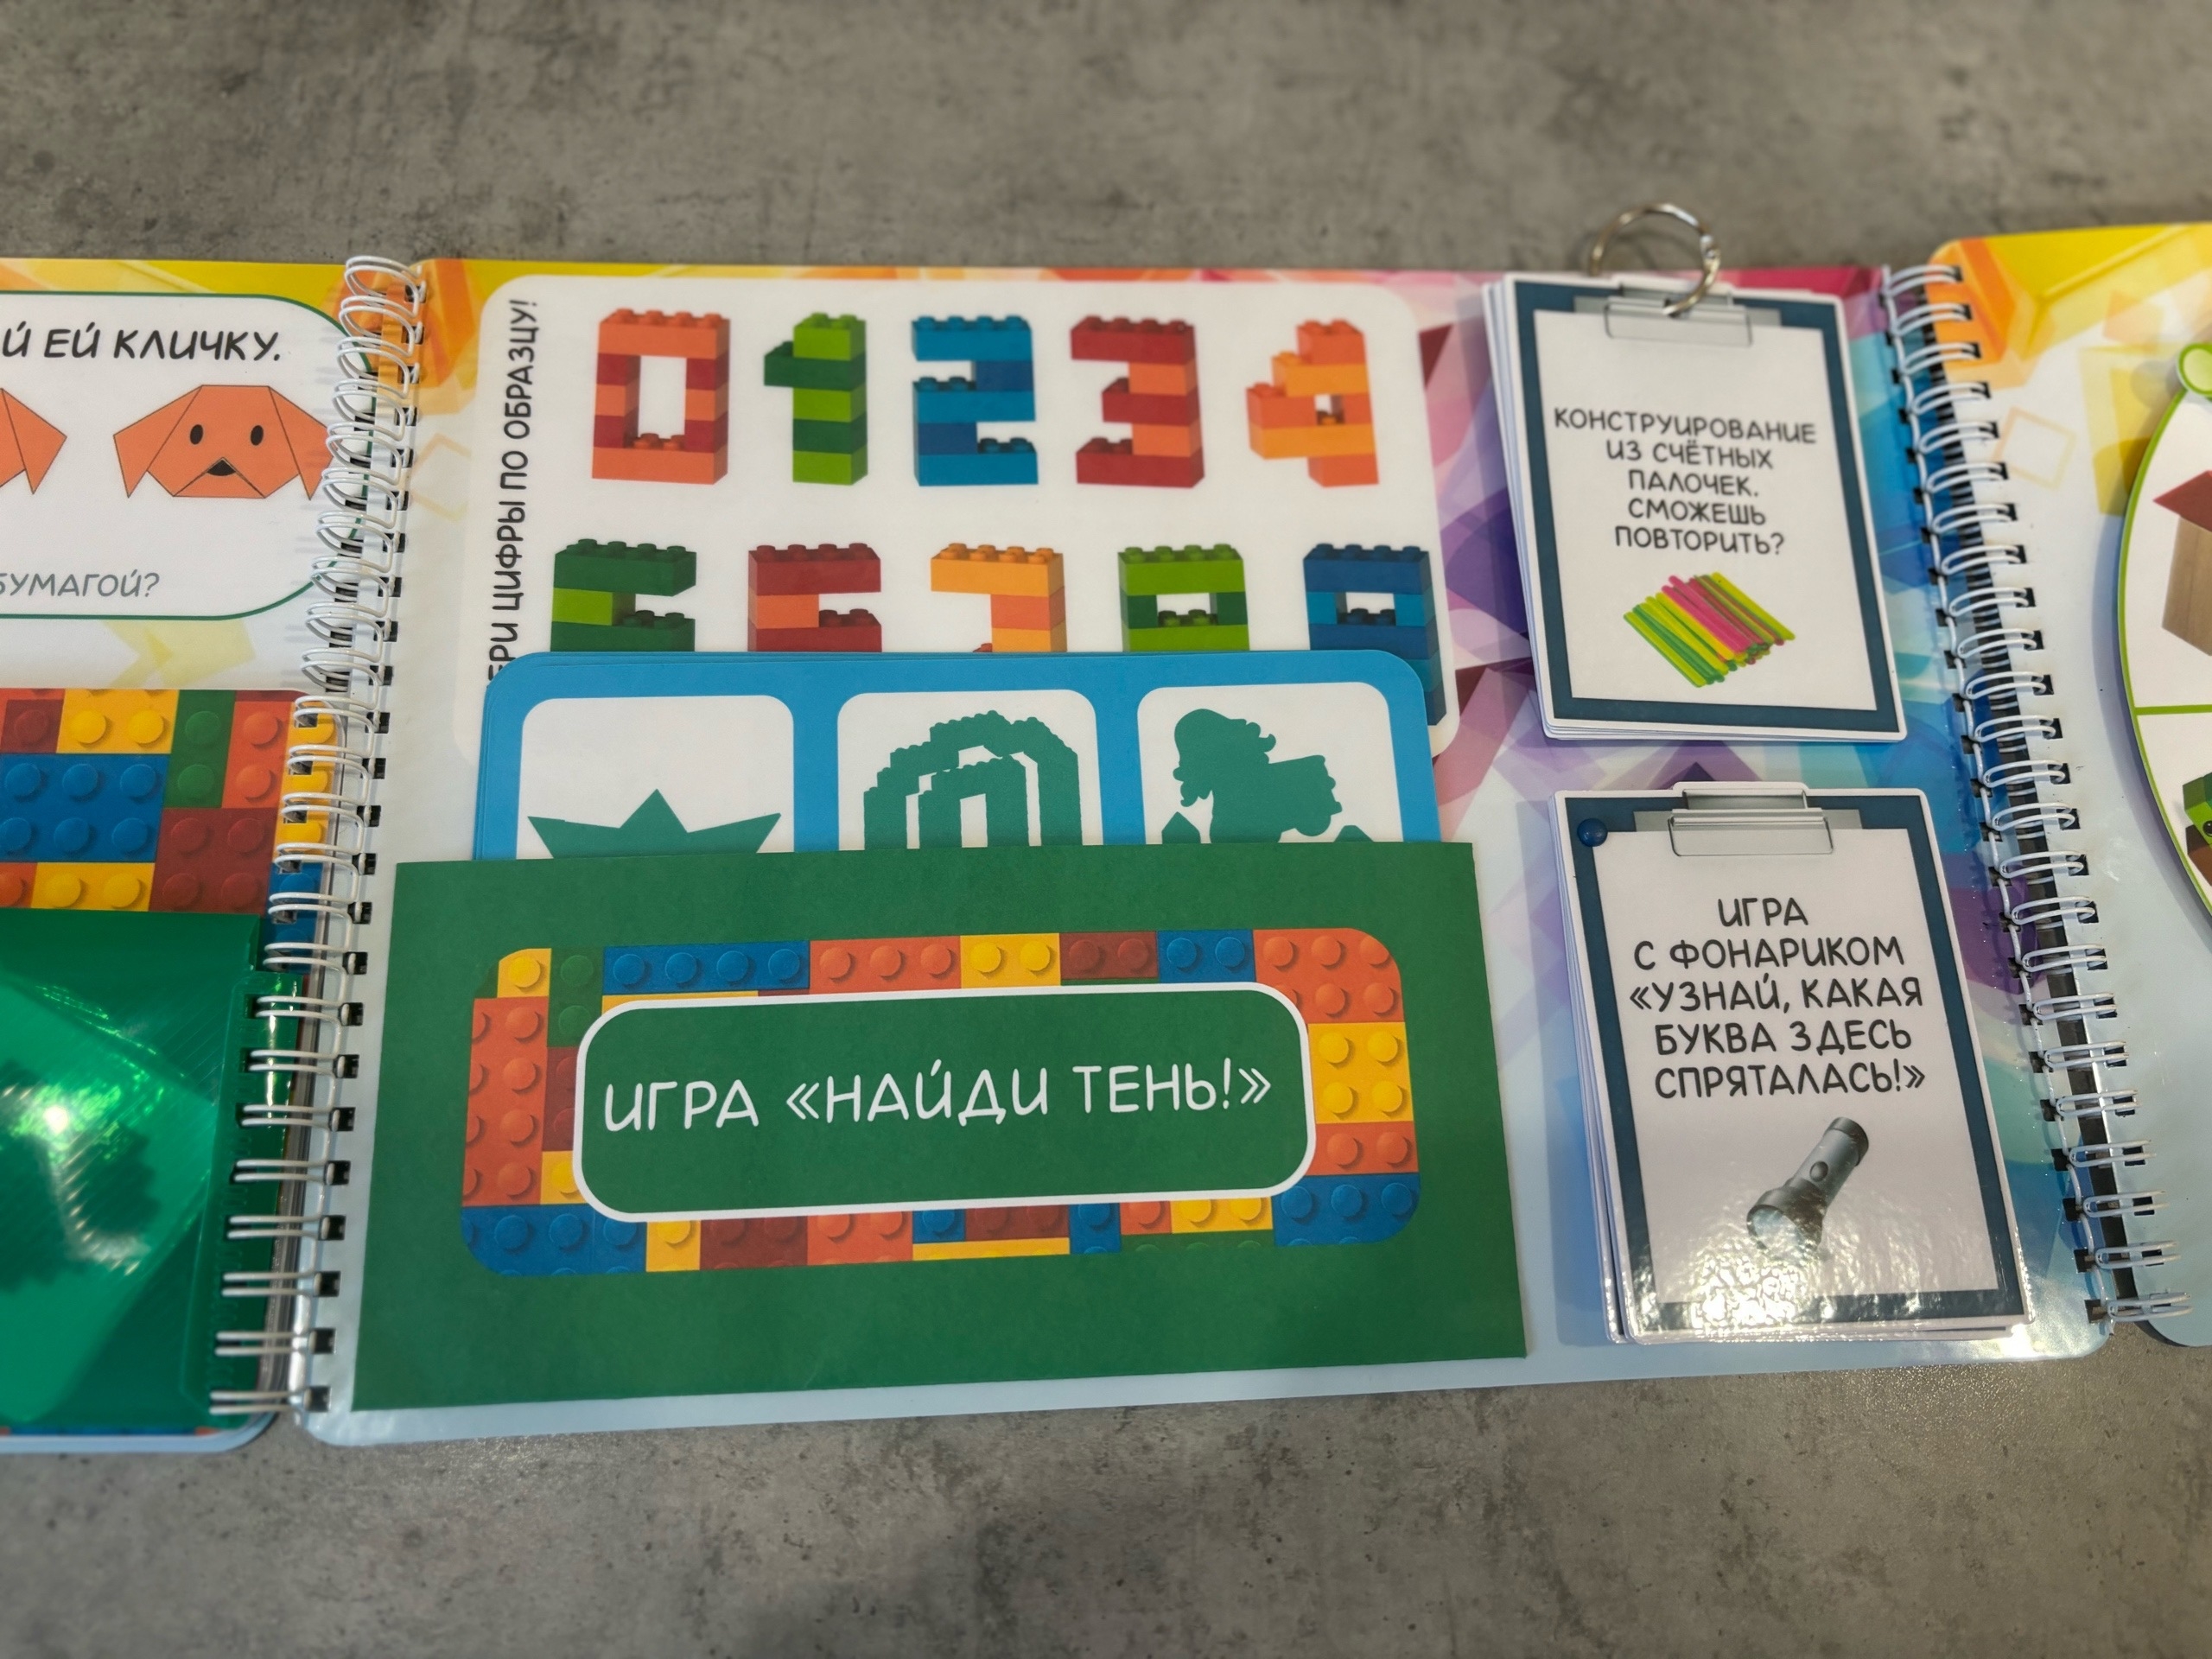 Й ЕЙ КЛИЧКУ.
БУМАГОЙ?
ЦИФРЫ ПО ОБРАЗЦУ!
КОНСТРУИРОВАНИЕ
ИЗ СЧЁТНЫХ
ПАЛОЧЕК.
СМОЖЕШЬ
ПОВТОРИТЬ?
ИГРА «НАЙДИ ТЕНЬ!»
ИГРА
С ФОНАРИКОМ
«УЗНАЙ, КАКАЯ
БУКВА ЗДЕСЬ
СПРЯТАЛАСЬ!»